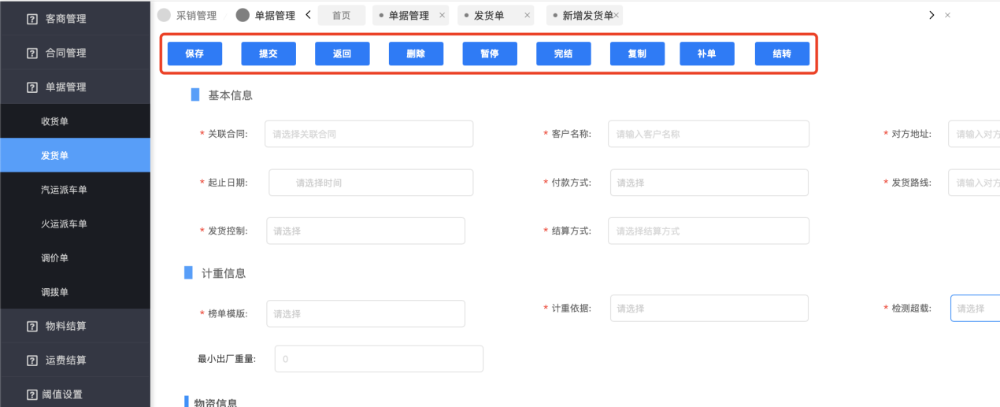 客商管理
合同管理
单据管理
收货单
发货单
汽运派车单
火运派车单
调价单
调拨单
物料结算
运费结算
阈值设置
采销管理 / 单据管理 首页 单据管理 × 发货单 × 新增发货单× ×
保存 提交 返回 删除 暂停 完结 复制 补单 结转
基本信息
* 关联合同: 请选择关联合同 * 客户名称: 请输入客户名称 * 对方地址: 请输入对方
* 起止日期: 请选择时间 * 付款方式: 请选择 * 发货路线: 请输入对方
* 发货控制: 请选择 * 结算方式: 请选择结算方式
计重信息
* 榜单模版: 请选择 * 计重依据: 请选择 * 检测超载: 请选择
最小出厂重量: 0
物资信息